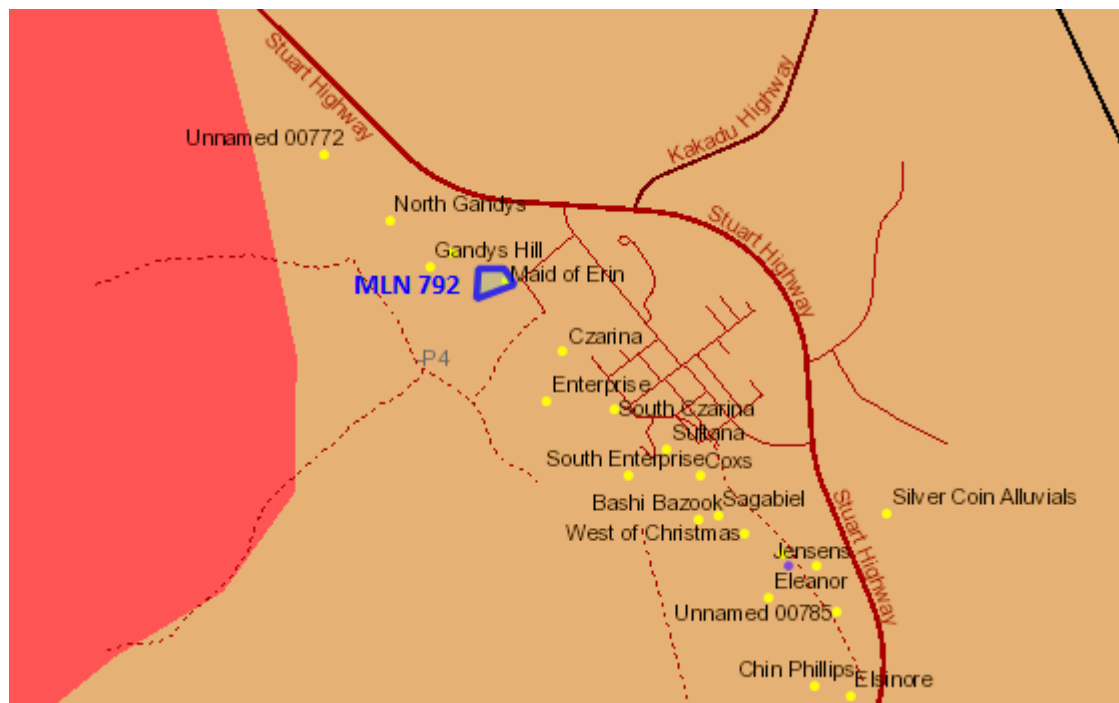 Stuart Highway
Kakadu Highway
Unnamed 00772
North Gandys
Stuart Highway
Gandys Hill
Maid of Erin
MLN 792
Czarina
P4
Enterprise
South Czarina
Sultana
South Enterprise
Coxs
Bashi Bazook
Sagabiel
Silver Coin Alluvials
West of Christmas
Stuart Highway
Jensens
Eleanor
Unnamed 00785
Chin Phillips
Elsinore